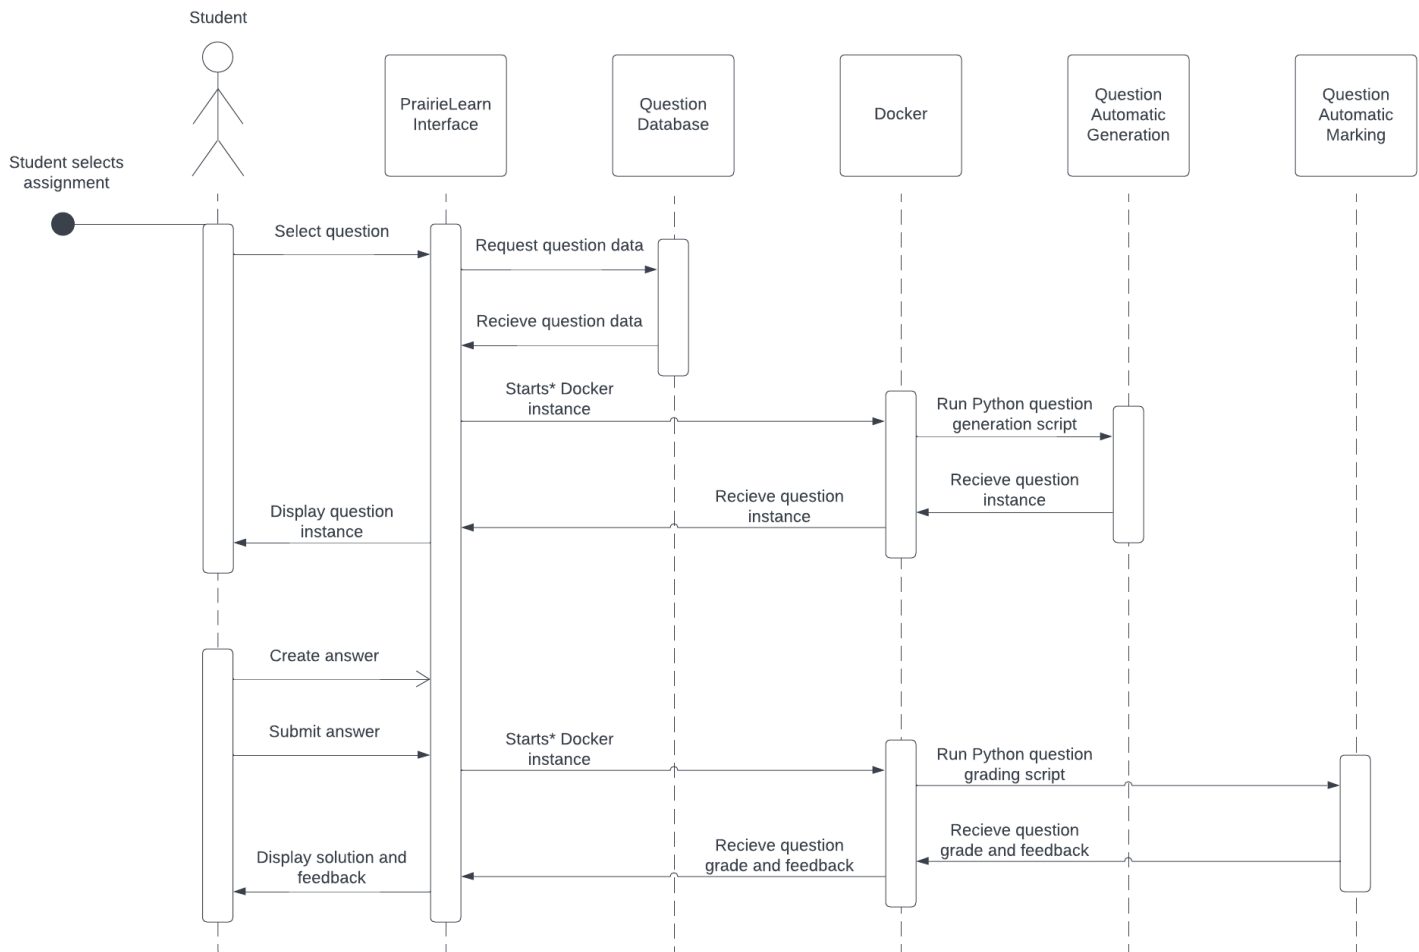 Student
PrairieLearn
Interface
Question
Database
Docker
Question
Automatic
Generation
Question
Automatic
Marking
Student selects
assignment
Select question
Request question data
Recieve question data
Starts* Docker
instance
Run Python question
generation script
Recieve question
instance
Recieve question
instance
Display question
instance
Create answer
Submit answer
Starts* Docker
instance
Run Python question
grading script
Recieve question
grade and feedback
Recieve question
grade and feedback
Display solution and
feedback